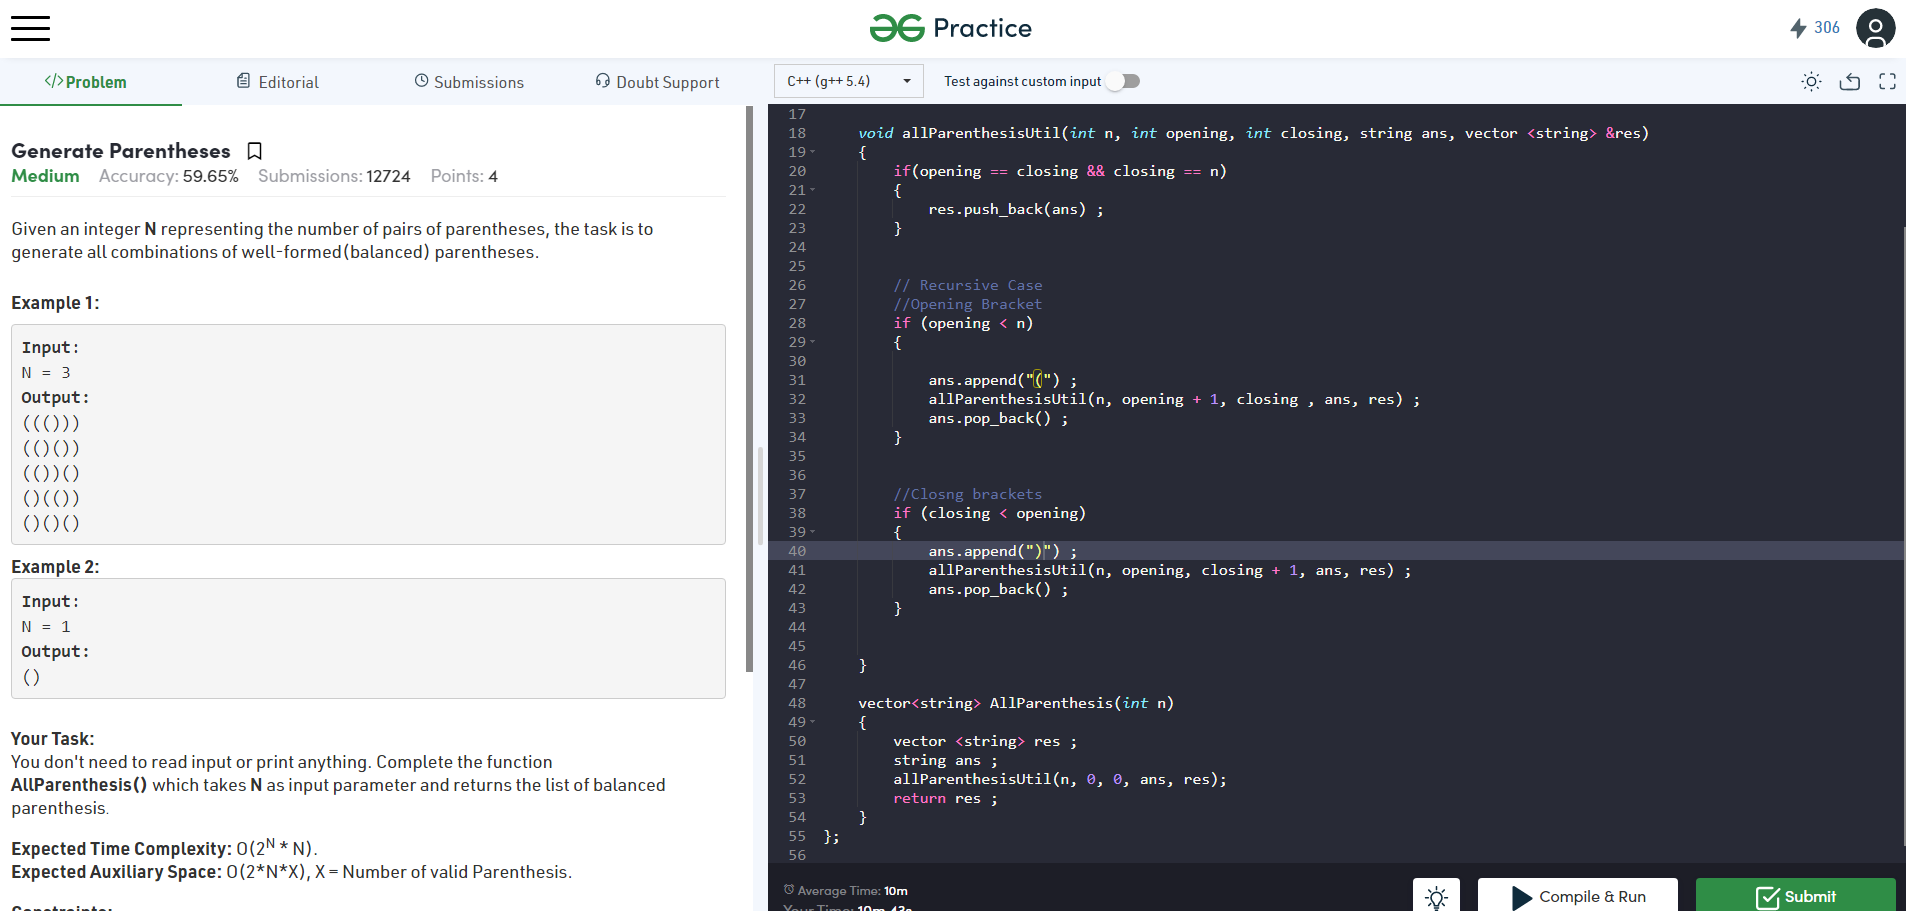 Practice
306
</>Problem
Editorial
Submissions
Doubt Support
C++ (g++ 5.4)
Test against custom input
Generate Parentheses
Medium Accuracy: 59.65% Submissions: 12724 Points: 4
Given an integer N representing the number of pairs of parentheses, the task is to
generate all combinations of well-formed(balanced) parentheses.
Example 1:
Input:
N = 3
Output:
((()))
(()())
(())()
()(())
()()()
Example 2:
Input:
N = 1
Output:
()
Your Task:
You don't need to read input or print anything. Complete the function
AllParenthesis() which takes N as input parameter and returns the list of balanced
parenthesis.
Expected Time Complexity: O(2^N * N).
Expected Auxiliary Space: O(2*N*X), X = Number of valid Parenthesis.
Constraints:
17
18 void allParenthesisUtil(int n, int opening, int closing, string ans, vector <string> &res)
19 {
20 if(opening == closing && closing == n)
21 {
22 res.push_back(ans) ;
23 }
24
25
26 // Recursive Case
27 //Opening Bracket
28 if (opening < n)
29 {
30
31 ans.append("(") ;
32 allParenthesisUtil(n, opening + 1, closing , ans, res) ;
33 ans.pop_back() ;
34 }
35
36
37 //Closng brackets
38 if (closing < opening)
39 {
40 ans.append(")") ;
41 allParenthesisUtil(n, opening, closing + 1, ans, res) ;
42 ans.pop_back() ;
43 }
44
45
46 }
47
48 vector<string> AllParenthesis(int n)
49 {
50 vector <string> res ;
51 string ans ;
52 allParenthesisUtil(n, 0, 0, ans, res);
53 return res ;
54 }
55 };
56
Average Time: 10m
Your Time: 10m 43s
Compile & Run
Submit